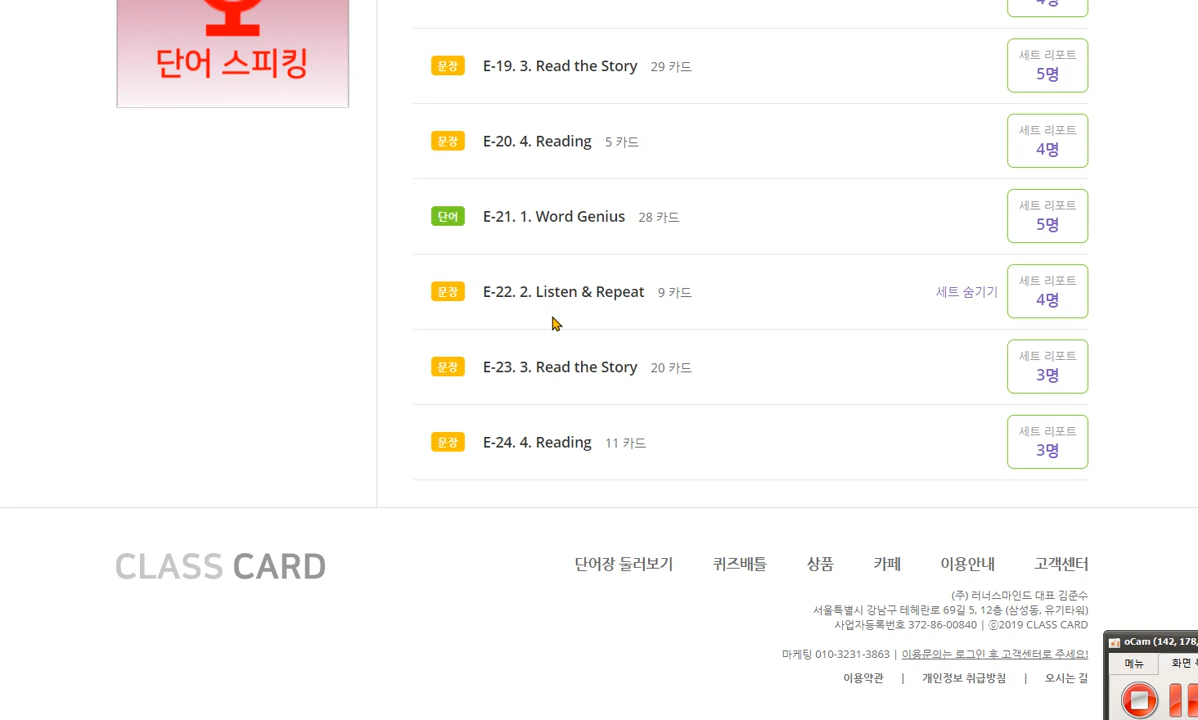 단어 스피킹
4명
문장 E-19. 3. Read the Story 29 카드 세트 리포트 5명
문장 E-20. 4. Reading 5 카드 세트 리포트 4명
단어 E-21. 1. Word Genius 28 카드 세트 리포트 5명
문장 E-22. 2. Listen & Repeat 9 카드 세트 숨기기 세트 리포트 4명
문장 E-23. 3. Read the Story 20 카드 세트 리포트 3명
문장 E-24. 4. Reading 11 카드 세트 리포트 3명
CLASS CARD
단어장 둘러보기 퀴즈배틀 상품 카페 이용안내 고객센터
(주) 러너스마인드 대표 김준수
서울특별시 강남구 테헤란로 69길 5, 12층 (삼성동, 유기타워)
사업자등록번호 372-86-00840 | ⓒ2019 CLASS CARD
마케팅 010-3231-3863 | 이용문의는 로그인 후 고객센터로 주세요!
이용약관 | 개인정보 취급방침 | 오시는 길
oCam (142, 178,
메뉴 화면